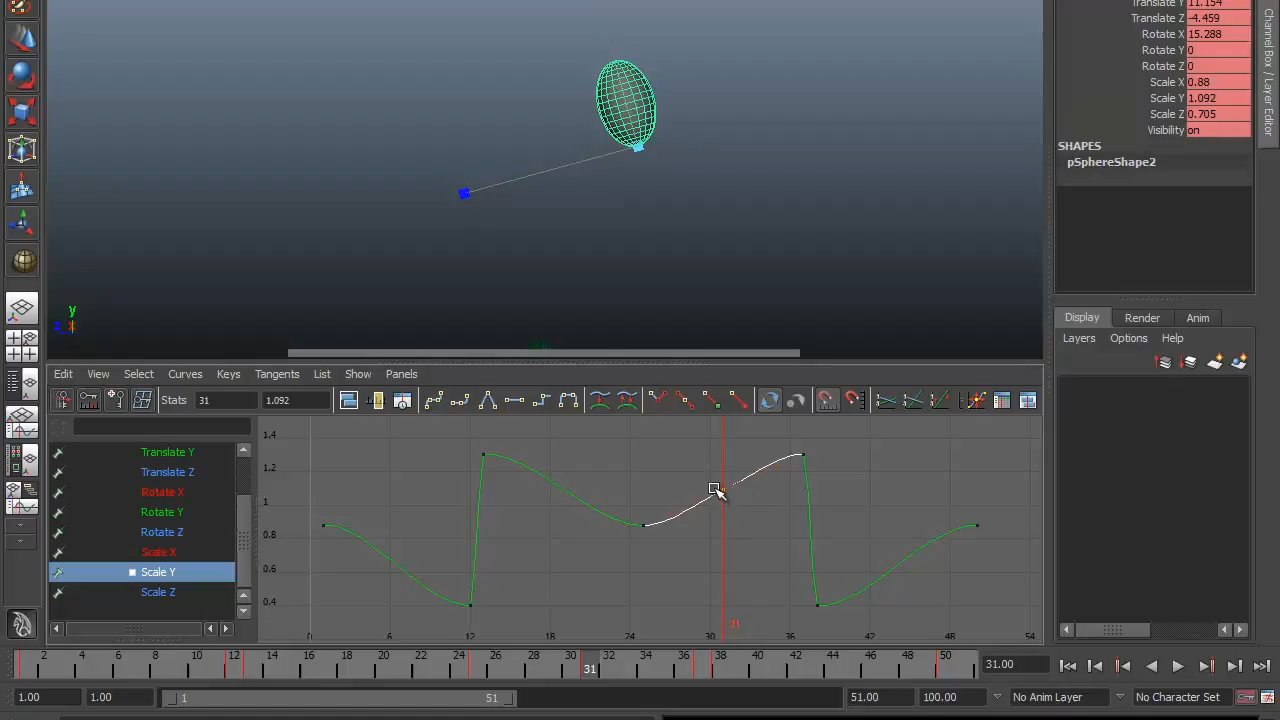 Translate Y 11.154
Translate Z -4.459
Rotate X 15.288
Rotate Y 0
Rotate Z 0
Scale X 0.88
Scale Y 1.092
Scale Z 0.705
Visibility on
SHAPES
pSphereShape2
Channel Box / Layer Editor
y
z x
Display Render Anim
Layers Options Help
Edit View Select Curves Keys Tangents List Show Panels
Stats 31 1.092
Translate Y
Translate Z
Rotate X
Rotate Y
Rotate Z
Scale X
Scale Y
Scale Z
1.4
1.2
1
0.8
0.6
0.4
31
0 6 12 18 24 30 36 42 48 54
2 4 6 8 10 12 14 16 18 20 22 24 26 28 30 31 32 34 36 38 40 42 44 46 48 50
31.00
1.00 1.00 1 51 51.00 100.00 No Anim Layer No Character Set